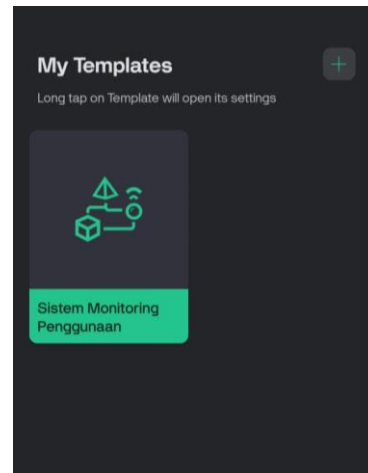 My Templates
Long tap on Template will open its settings
Sistem Monitoring
Penggunaan